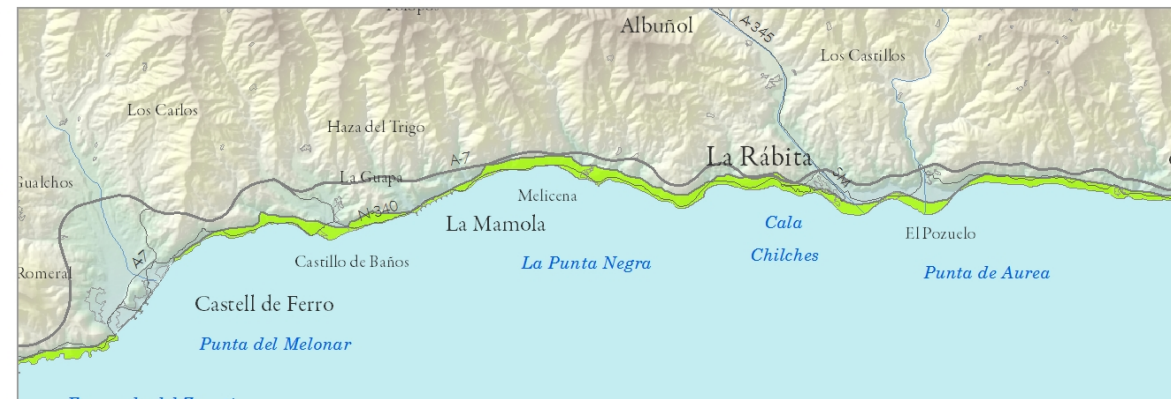 Albuñol
A-345
Los Castillos
Los Carlos
Haza del Trigo
A-7
La Rábita
Gualchos
La Guapa
N-340
Melicena
La Mamola
Cala
Chilches
El Pozuelo
Castillo de Baños
La Punta Negra
Punta de Aurea
A-7
Romeral
Castell de Ferro
Punta del Melonar